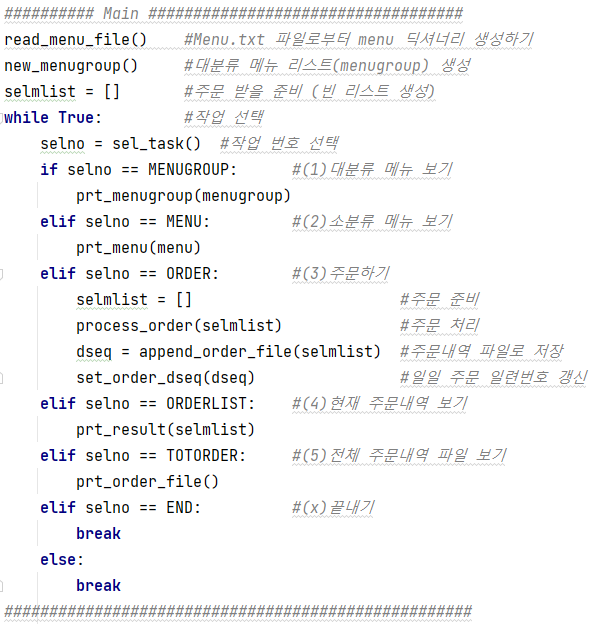 ########## Main ###################################
read_menu_file()    #Menu.txt 파일로부터 menu 딕셔너리 생성하기
new_menugroup()     #대분류 메뉴 리스트(menugroup) 생성
selmlist = []       #주문 받을 준비 (빈 리스트 생성)
while True:         #작업 선택
    selno = sel_task()  #작업 번호 선택
    if selno == MENUGROUP:      #(1)대분류 메뉴 보기
        prt_menugroup(menugroup)
    elif selno == MENU:         #(2)소분류 메뉴 보기
        prt_menu(menu)
    elif selno == ORDER:        #(3)주문하기
        selmlist = []                       #주문 준비
        process_order(selmlist)             #주문 처리
        dseq = append_order_file(selmlist)  #주문내역 파일로 저장
        set_order_dseq(dseq)                #일일 주문 일련번호 갱신
    elif selno == ORDERLIST:    #(4)현재 주문내역 보기
        prt_result(selmlist)
    elif selno == TOTORDER:     #(5)전체 주문내역 파일 보기
        prt_order_file()
    elif selno == END:          #(x)끝내기
        break
    else:
        break
####################################################